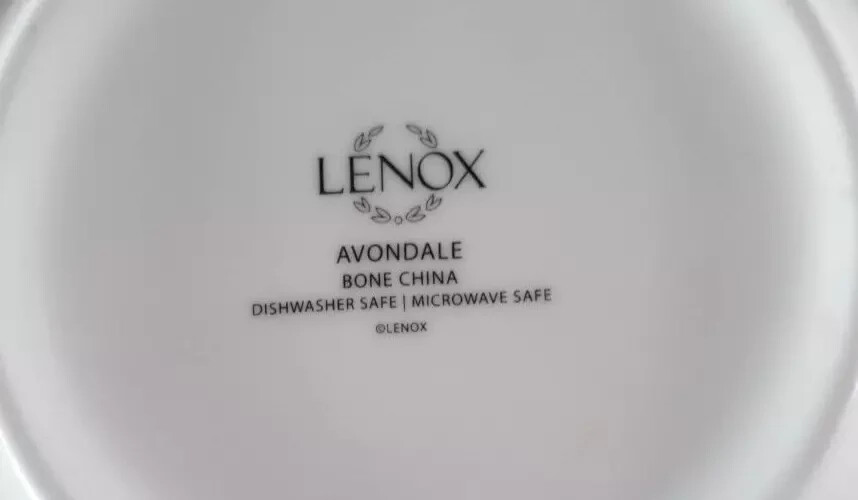 LENOX
AVONDALE
BONE CHINA
DISHWASHER SAFE | MICROWAVE SAFE
©LENOX